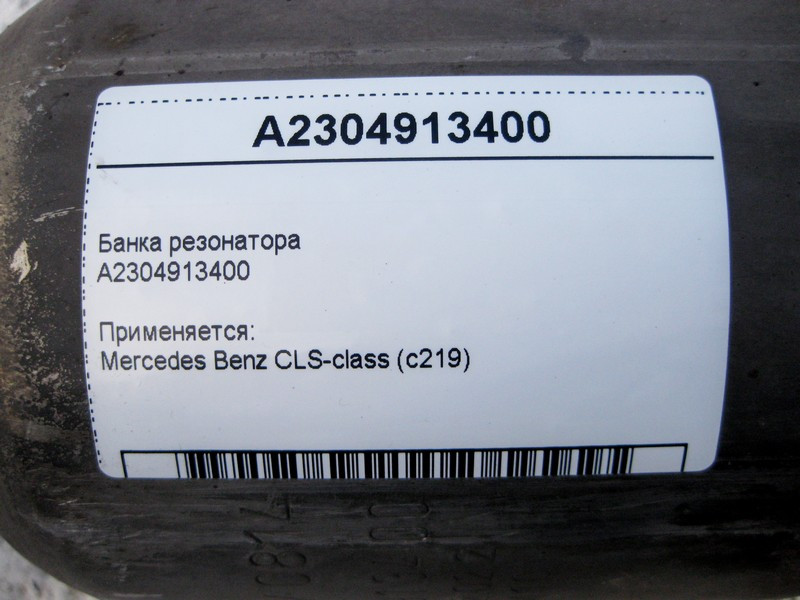 A2304913400
Банка резонатора
A2304913400
Применяется:
Mercedes Benz CLS-class (c219)